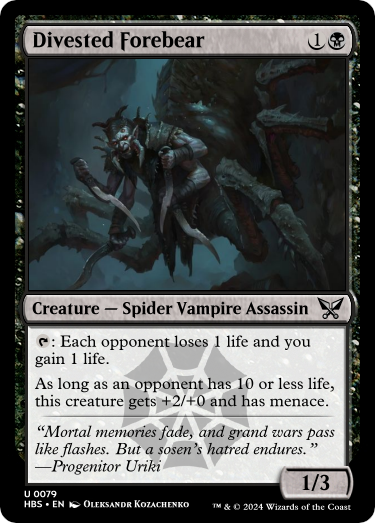 Divested Forebear 1
Creature — Spider Vampire Assassin
: Each opponent loses 1 life and you
gain 1 life.
As long as an opponent has 10 or less life,
this creature gets +2/+0 and has menace.
“Mortal memories fade, and grand wars pass
like flashes. But a sosen’s hatred endures.”
—Progenitor Uriki
1/3
U 0079
HBS • EN OLEKSANDR KOZACHENKO
™ & © 2024 Wizards of the Coast